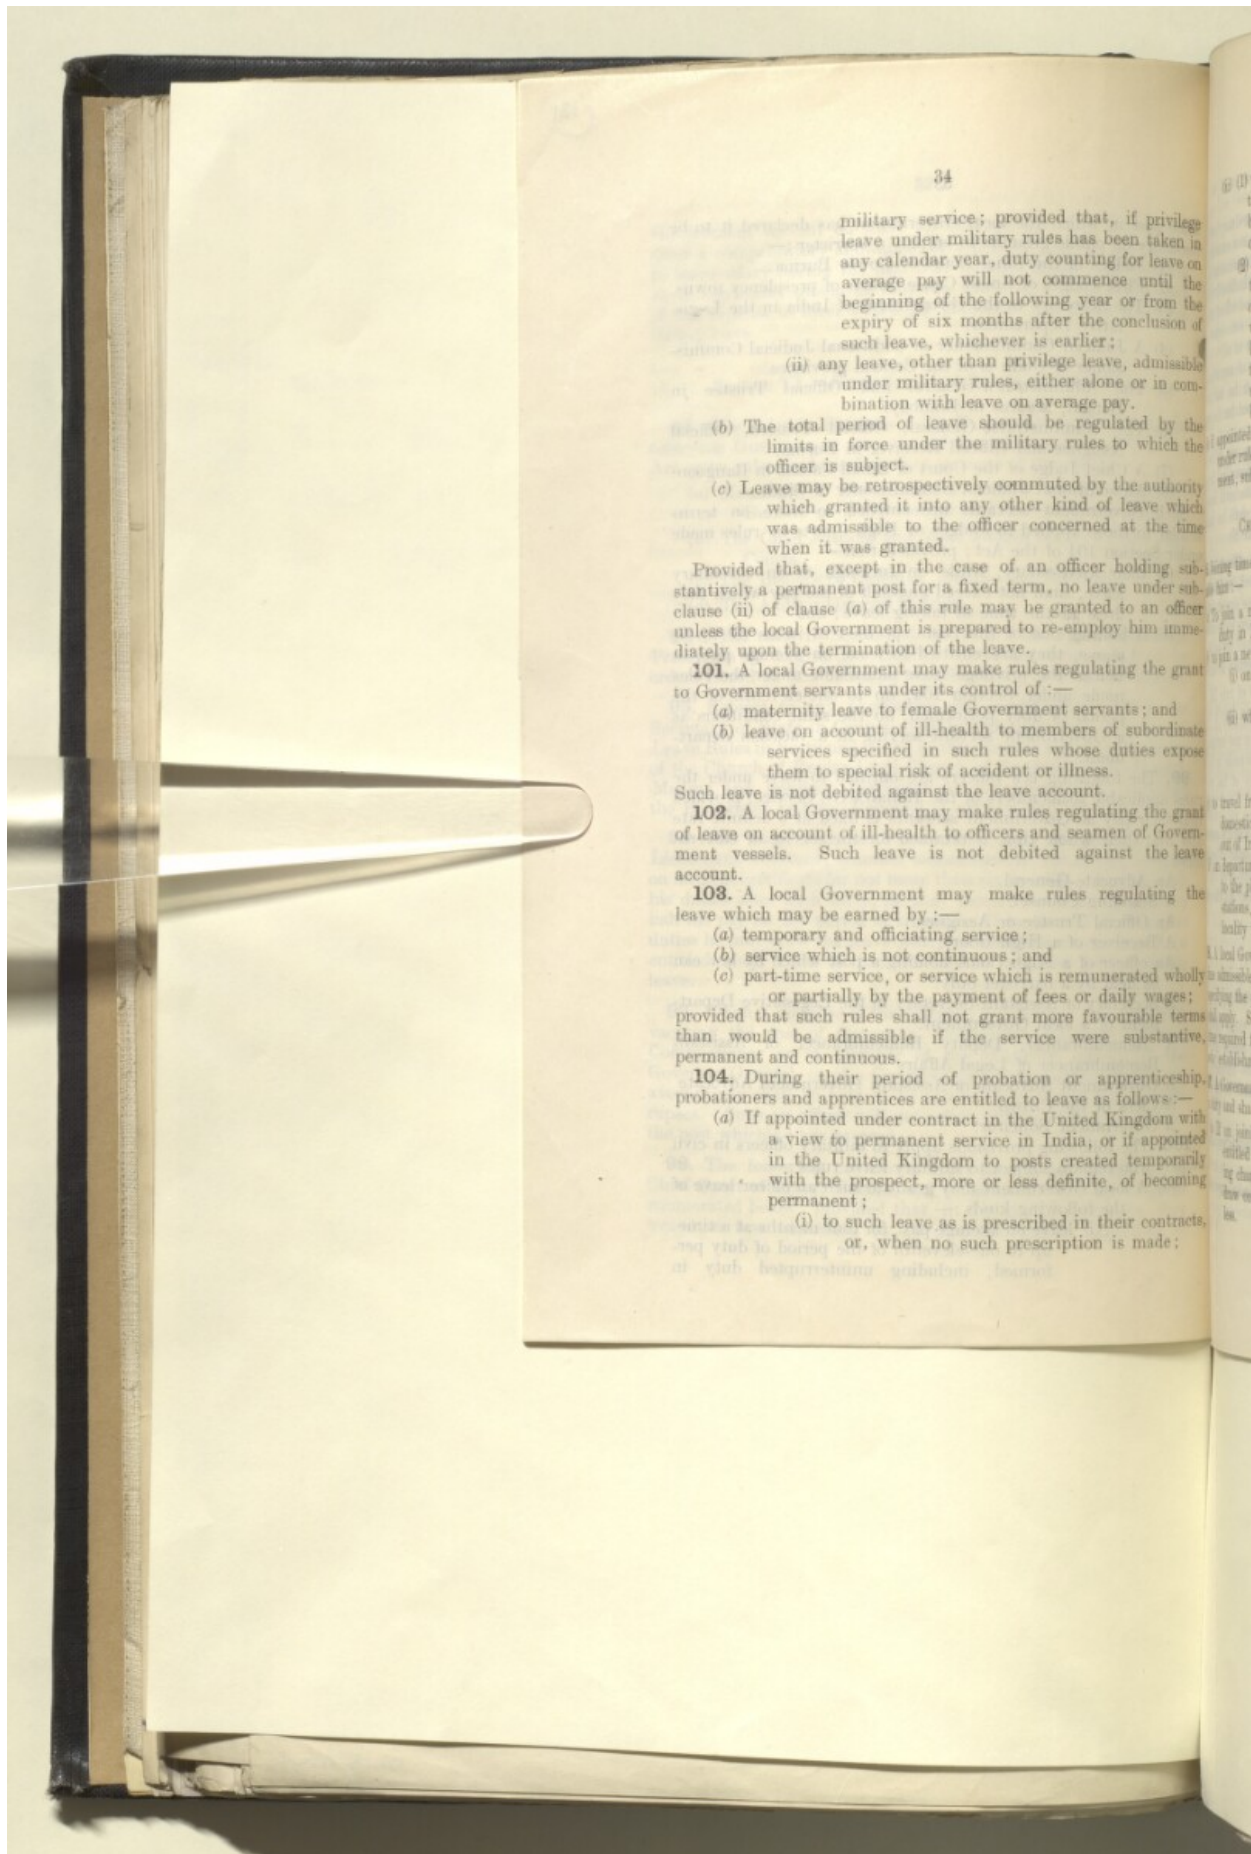 34
military service; provided that, if privilege
leave under military rules has been taken in
any calendar year, duty counting for leave on
average pay will not commence until the
beginning of the following year or from the
expiry of six months after the conclusion of
such leave, whichever is earlier;
(ii) any leave, other than privilege leave, admissible
under military rules, either alone or in com-
bination with leave on average pay.
(b) The total period of leave should be regulated by the
limits in force under the military rules to which the
officer is subject.
(c) Leave may be retrospectively commuted by the authority
which granted it into any other kind of leave which
was admissible to the officer concerned at the time
when it was granted.
Provided that, except in the case of an officer holding sub-
stantively a permanent post for a fixed term, no leave under sub-
clause (ii) of clause (a) of this rule may be granted to an officer
unless the local Government is prepared to re-employ him imme-
diately upon the termination of the leave.
101. A local Government may make rules regulating the grant
to Government servants under its control of :—
(a) maternity leave to female Government servants; and
(b) leave on account of ill-health to members of subordinate
services specified in such rules whose duties expose
them to special risk of accident or illness.
Such leave is not debited against the leave account.
102. A local Government may make rules regulating the grant
of leave on account of ill-health to officers and seamen of Govern-
ment vessels. Such leave is not debited against the leave
account.
103. A local Government may make rules regulating the
leave which may be earned by :—
(a) temporary and officiating service;
(b) service which is not continuous; and
(c) part-time service, or service which is remunerated wholly
or partially by the payment of fees or daily wages;
provided that such rules shall not grant more favourable terms
than would be admissible if the service were substantive,
permanent and continuous.
104. During their period of probation or apprenticeship,
probationers and apprentices are entitled to leave as follows :—
(a) If appointed under contract in the United Kingdom with
a view to permanent service in India, or if appointed
in the United Kingdom to posts created temporarily
with the prospect, more or less definite, of becoming
permanent;
(i) to such leave as is prescribed in their contracts,
or, when no such prescription is made;